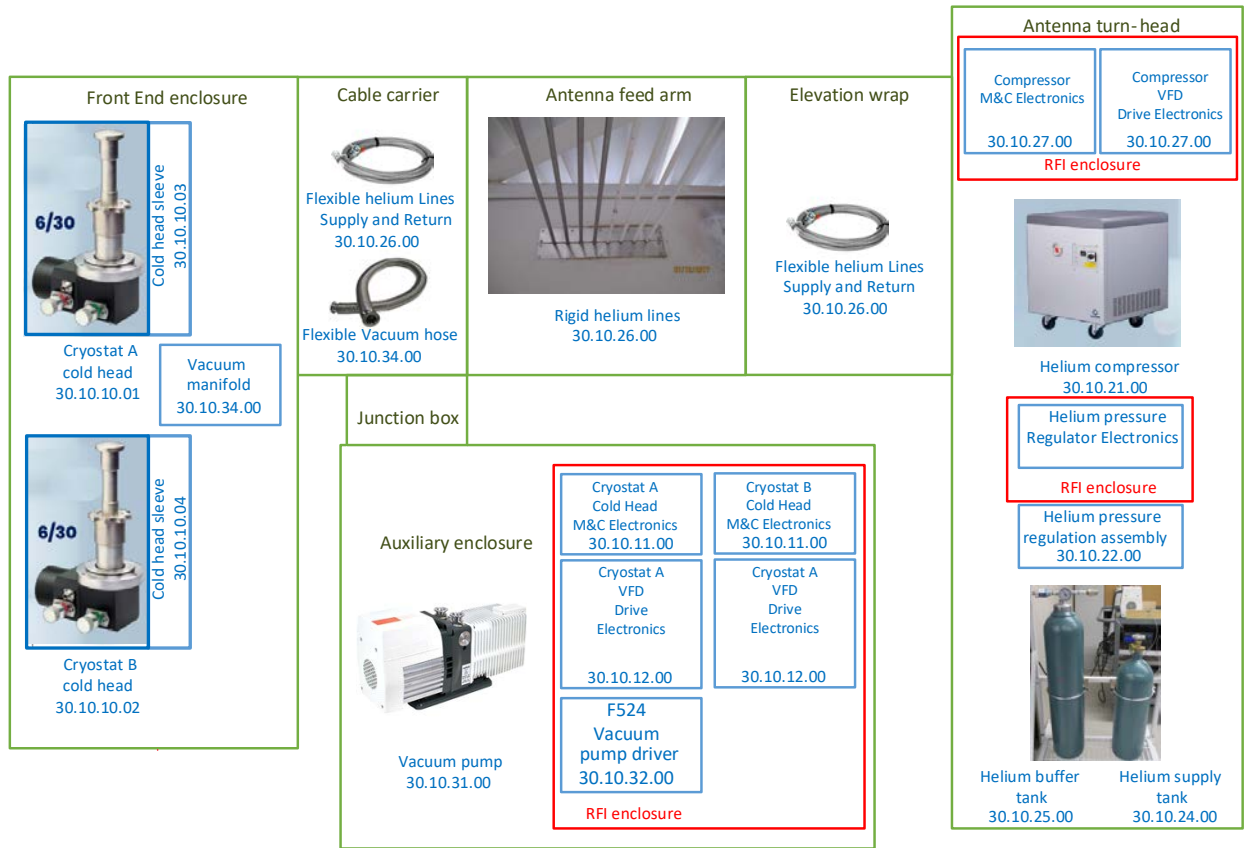 Front End enclosure
6/30
Cold head sleeve
30.10.10.03
Cryostat A
cold head
30.10.10.01
Vacuum
manifold
30.10.34.00
6/30
Cold head sleeve
30.10.10.04
Cryostat B
cold head
30.10.10.02
Cable carrier
Flexible helium Lines
Supply and Return
30.10.26.00
Flexible Vacuum hose
30.10.34.00
Antenna feed arm
Rigid helium lines
30.10.26.00
Elevation wrap
Flexible helium Lines
Supply and Return
30.10.26.00
Antenna turn-head
Compressor
M&C Electronics
30.10.27.00
Compressor
VFD
Drive Electronics
30.10.27.00
RFI enclosure
Helium compressor
30.10.21.00
Helium pressure
Regulator Electronics
RFI enclosure
Helium pressure
regulation assembly
30.10.22.00
Helium buffer
tank
30.10.25.00
Helium supply
tank
30.10.24.00
Junction box
Auxiliary enclosure
Vacuum pump
30.10.31.00
Cryostat A
Cold Head
M&C Electronics
30.10.11.00
Cryostat B
Cold Head
M&C Electronics
30.10.11.00
Cryostat A
VFD
Drive
Electronics
30.10.12.00
Cryostat A
VFD
Drive
Electronics
30.10.12.00
F524
Vacuum
pump driver
30.10.32.00
RFI enclosure